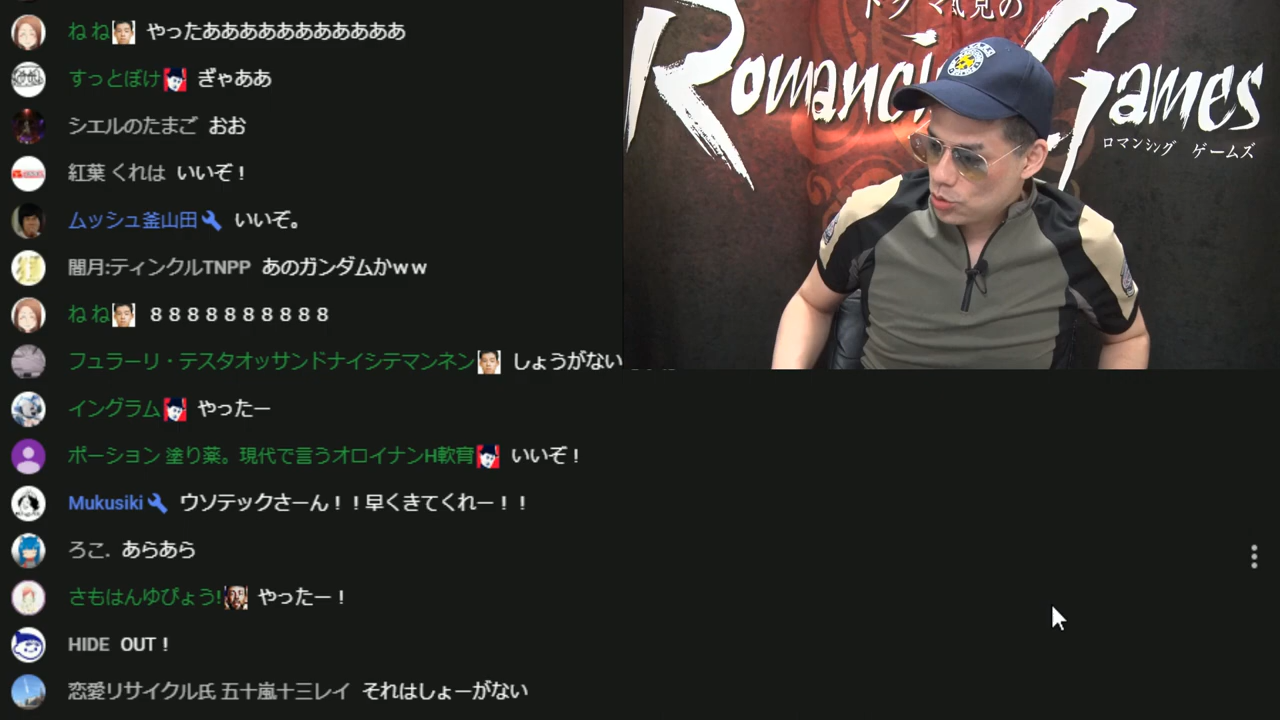 ね ね やったあああああああああああ
すっとぼけ ぎゃああ
シエルのたまご おお
紅葉 くれは いいぞ！
ムッシュ釜山田 いいぞ。
闇月:ティンクルTNPP あのガンダムかｗｗ
ね ね ８８８８８８８８８８
フュラーリ・テスタオッサンドナイシテマンネン しょうがない
イングラム やったー
ポーション 塗り薬。現代で言うオロイナンH軟膏 いいぞ！
Mukusiki ウソテックさーん！！早くきてくれー！！
ろこ. あらあら
さもはんゆぴょう! やったー！
HIDE OUT！
恋愛リサイクル氏 五十嵐十三レイ それはしょーがない
Games
ロマンシング ゲームズ